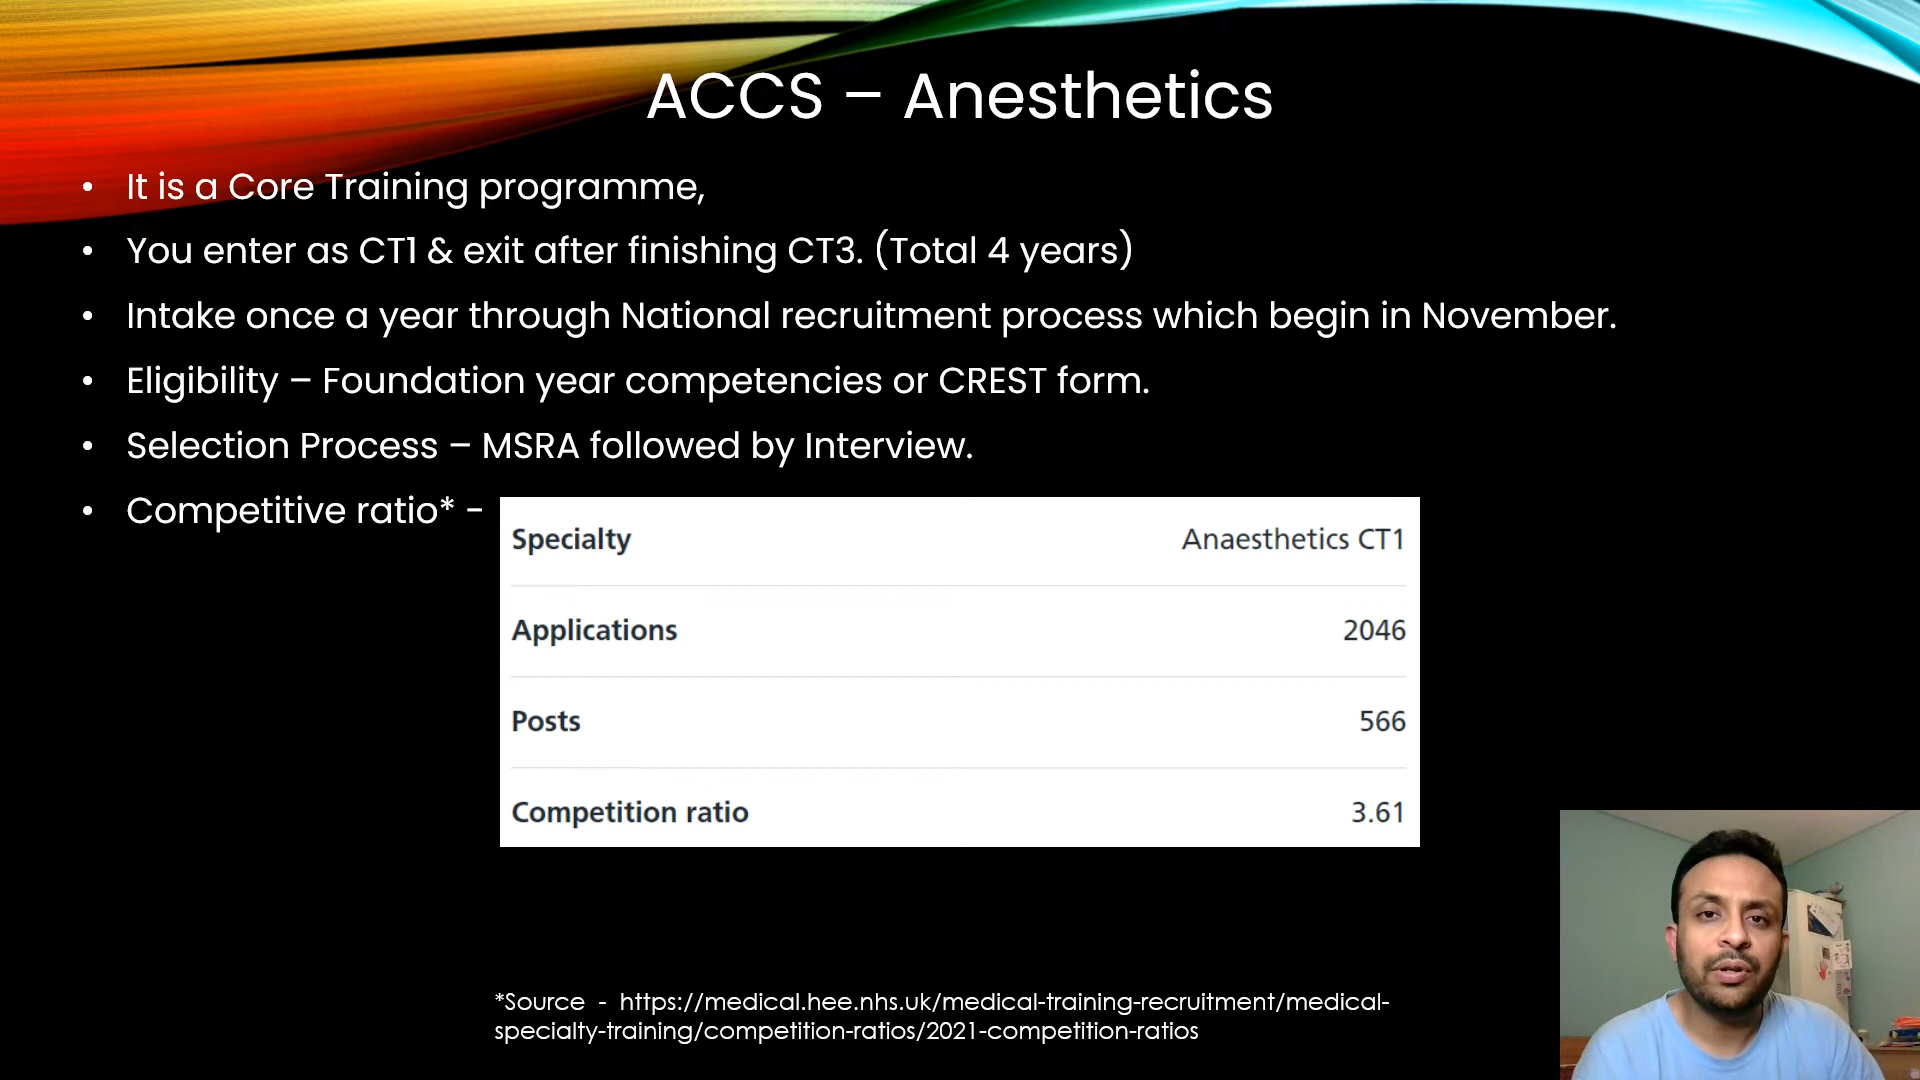 ACCS – Anesthetics
• It is a Core Training programme,
• You enter as CT1 & exit after finishing CT3. (Total 4 years)
• Intake once a year through National recruitment process which begin in November.
• Eligibility – Foundation year competencies or CREST form.
• Selection Process – MSRA followed by Interview.
• Competitive ratio* -
Specialty Anaesthetics CT1
Applications 2046
Posts 566
Competition ratio 3.61
*Source - https://medical.hee.nhs.uk/medical-training-recruitment/medical-
specialty-training/competition-ratios/2021-competition-ratios